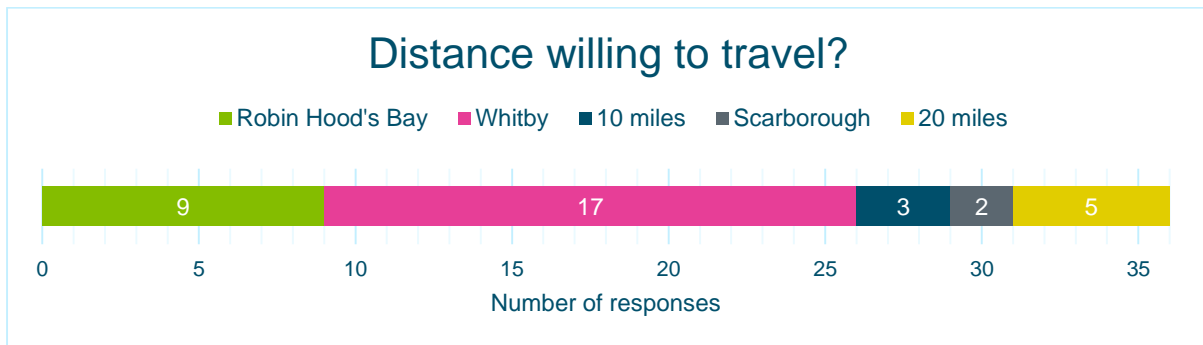 Distance willing to travel?
Robin Hood's Bay Whitby 10 miles Scarborough 20 miles
9 17 3 2 5
0 5 10 15 20 25 30 35
Number of responses